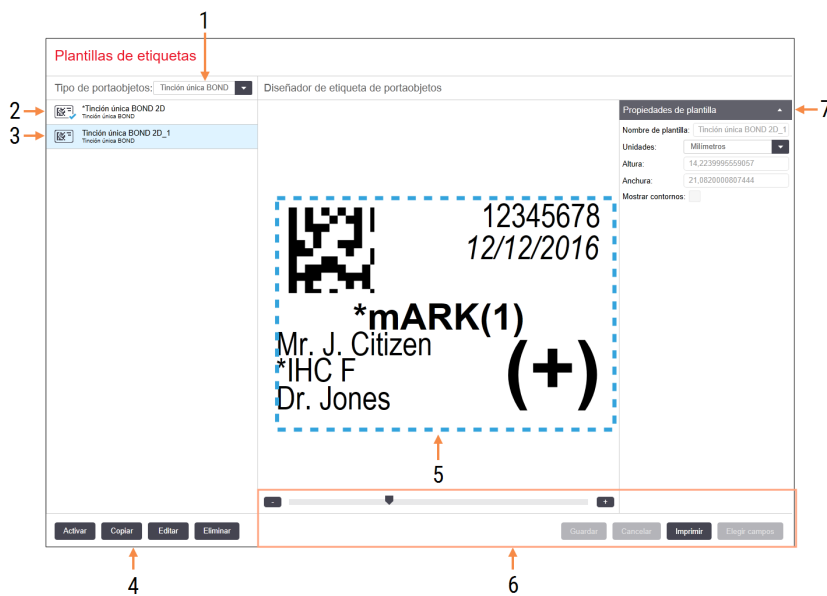 1
Plantillas de etiquetas
Tipo de portaobjetos: Tinción única BOND
Diseñador de etiqueta de portaobjetos
2
*Tinción única BOND 2D
Tinción única BOND
3
Tinción única BOND 2D_1
Tinción única BOND
Propiedades de plantilla
7
Nombre de plantilla: Tinción única BOND 2D_1
Unidades: Milímetros
Altura: 14,2239995559057
Anchura: 21,0820000807444
Mostrar contornos:
12345678
12/12/2016
*mARK(1)
Mr. J. Citizen
*IHC F
Dr. Jones
(+)
5
- +
Activar Copiar Editar Eliminar
Guardar Cancelar Imprimir Elegir campos
4
6